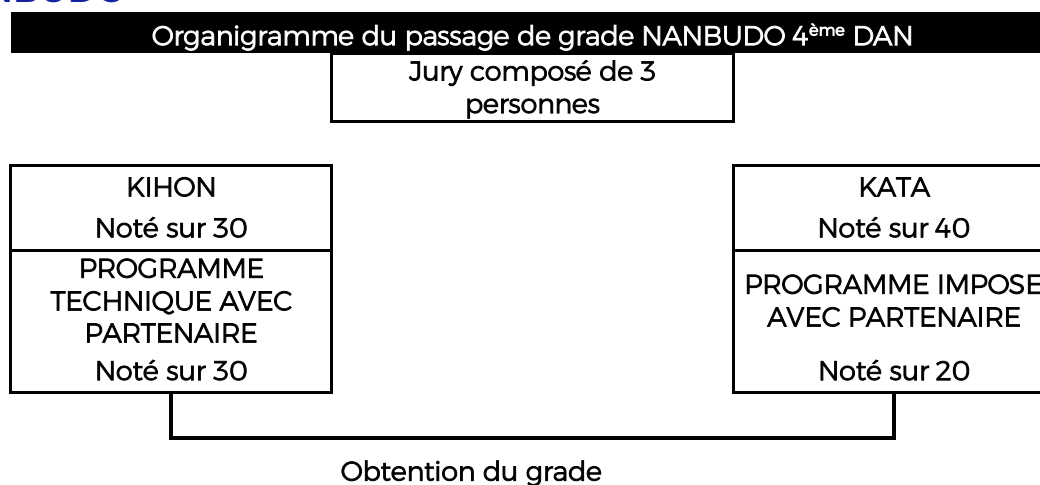 Organigramme du passage de grade NANBUDO 4ème DAN
Jury composé de 3
personnes
KIHON
Noté sur 30
PROGRAMME
TECHNIQUE AVEC
PARTENAIRE
Noté sur 30
KATA
Noté sur 40
PROGRAMME IMPOSE
AVEC PARTENAIRE
Noté sur 20
Obtention du grade